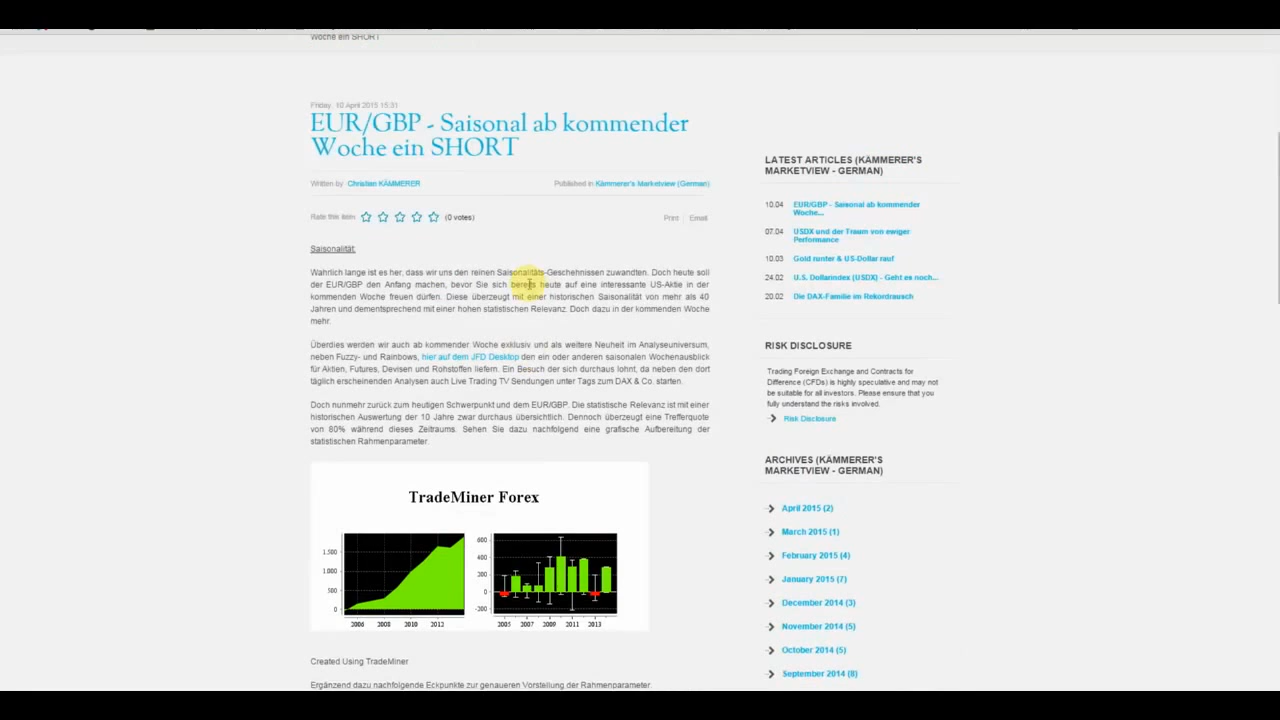 Woche ein SHORT
Friday, 10 April 2015 15:31
EUR/GBP - Saisonal ab kommender
Woche ein SHORT
Written by Christian KÄMMERER
Published in Kämmerer's Marketview (German)
Rate this item (0 votes)
Print Email
Saisonalität:
Wahrlich lange ist es her, dass wir uns den reinen Saisonalitäts-Geschehnissen zuwandten. Doch heute soll
der EUR/GBP den Anfang machen, bevor Sie sich bereits heute auf eine interessante US-Aktie in der
kommenden Woche freuen dürfen. Diese überzeugt mit einer historischen Saisonalität von mehr als 40
Jahren und dementsprechend mit einer hohen statistischen Relevanz. Doch dazu in der kommenden Woche
mehr.
Überdies werden wir auch ab kommender Woche exklusiv und als weitere Neuheit im Analyseuniversum,
neben Fuzzy- und Rainbows, hier auf dem JFD Desktop den ein oder anderen saisonalen Wochenausblick
für Aktien, Futures, Devisen und Rohstoffen liefern. Ein Besuch der sich durchaus lohnt, da neben den dort
täglich erscheinenden Analysen auch Live Trading TV Sendungen unter Tags zum DAX & Co. starten.
Doch nunmehr zurück zum heutigen Schwerpunkt und dem EUR/GBP. Die statistische Relevanz ist mit einer
historischen Auswertung der 10 Jahre zwar durchaus übersichtlich. Dennoch überzeugt eine Trefferquote
von 80% während dieses Zeitraums. Sehen Sie dazu nachfolgend eine grafische Aufbereitung der
statistischen Rahmenparameter.
TradeMiner Forex
1.500
1.000
500
0
2006 2008 2010 2012
600
400
200
0
-200
2005 2007 2009 2011 2013
Created Using TradeMiner
Ergänzend dazu nachfolgende Eckpunkte zur genaueren Vorstellung der Rahmenparameter.
LATEST ARTICLES (KÄMMERER'S
MARKETVIEW - GERMAN)
10.04 EUR/GBP - Saisonal ab kommender
Woche...
07.04 USDX und der Traum von ewiger
Performance
10.03 Gold runter & US-Dollar rauf
24.02 U.S. Dollarindex (USDX) - Geht es noch...
20.02 Die DAX-Familie im Rekordrausch
RISK DISCLOSURE
Trading Foreign Exchange and Contracts for
Difference (CFDs) is highly speculative and may not
be suitable for all investors. Please ensure that you
fully understand the risks involved.
Risk Disclosure
ARCHIVES (KÄMMERER'S
MARKETVIEW - GERMAN)
April 2015 (2)
March 2015 (1)
February 2015 (4)
January 2015 (7)
December 2014 (3)
November 2014 (5)
October 2014 (5)
September 2014 (8)